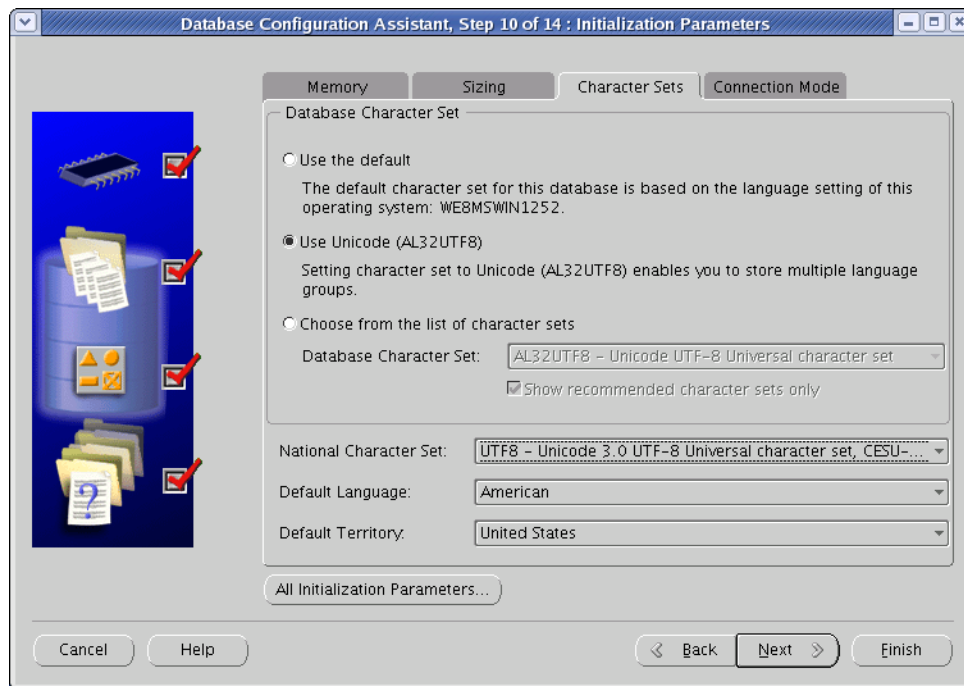 Database Configuration Assistant, Step 10 of 14 : Initialization Parameters
Memory
Sizing
Character Sets
Connection Mode
Database Character Set
Use the default
The default character set for this database is based on the language setting of this
operating system: WE8MSWIN1252.
Use Unicode (AL32UTF8)
Setting character set to Unicode (AL32UTF8) enables you to store multiple language
groups.
Choose from the list of character sets
Database Character Set:
AL32UTF8 - Unicode UTF-8 Universal character set
Show recommended character sets only
National Character Set:
UTF8 - Unicode 3.0 UTF-8 Universal character set, CESU-...
Default Language:
American
Default Territory:
United States
All Initialization Parameters...
Cancel
Help
Back
Next
Finish
?